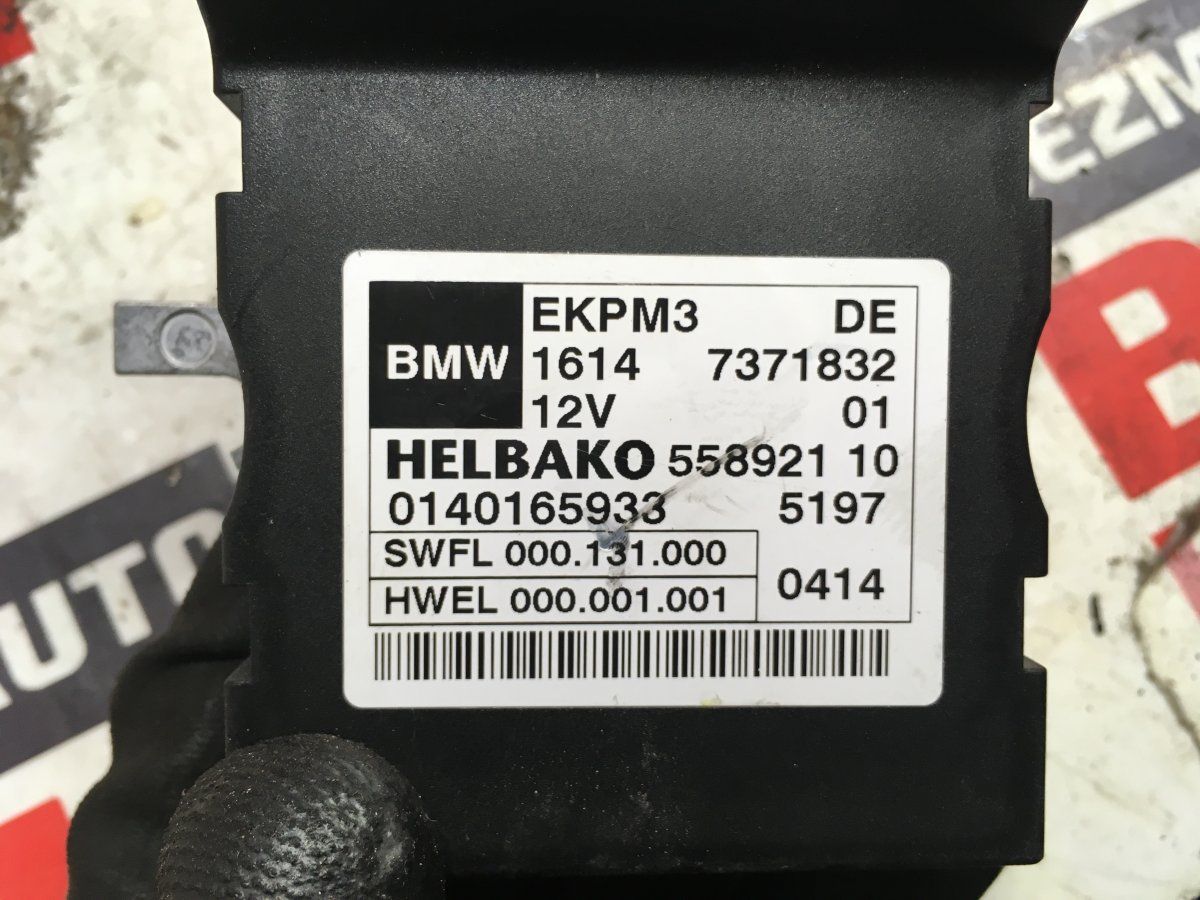 EKPM3 DE
BMW 1614 7371832
12V 01
HELBAKO 558921 10
0140165933 5197
SWFL 000.131.000
0414
HWEL 000.001.001